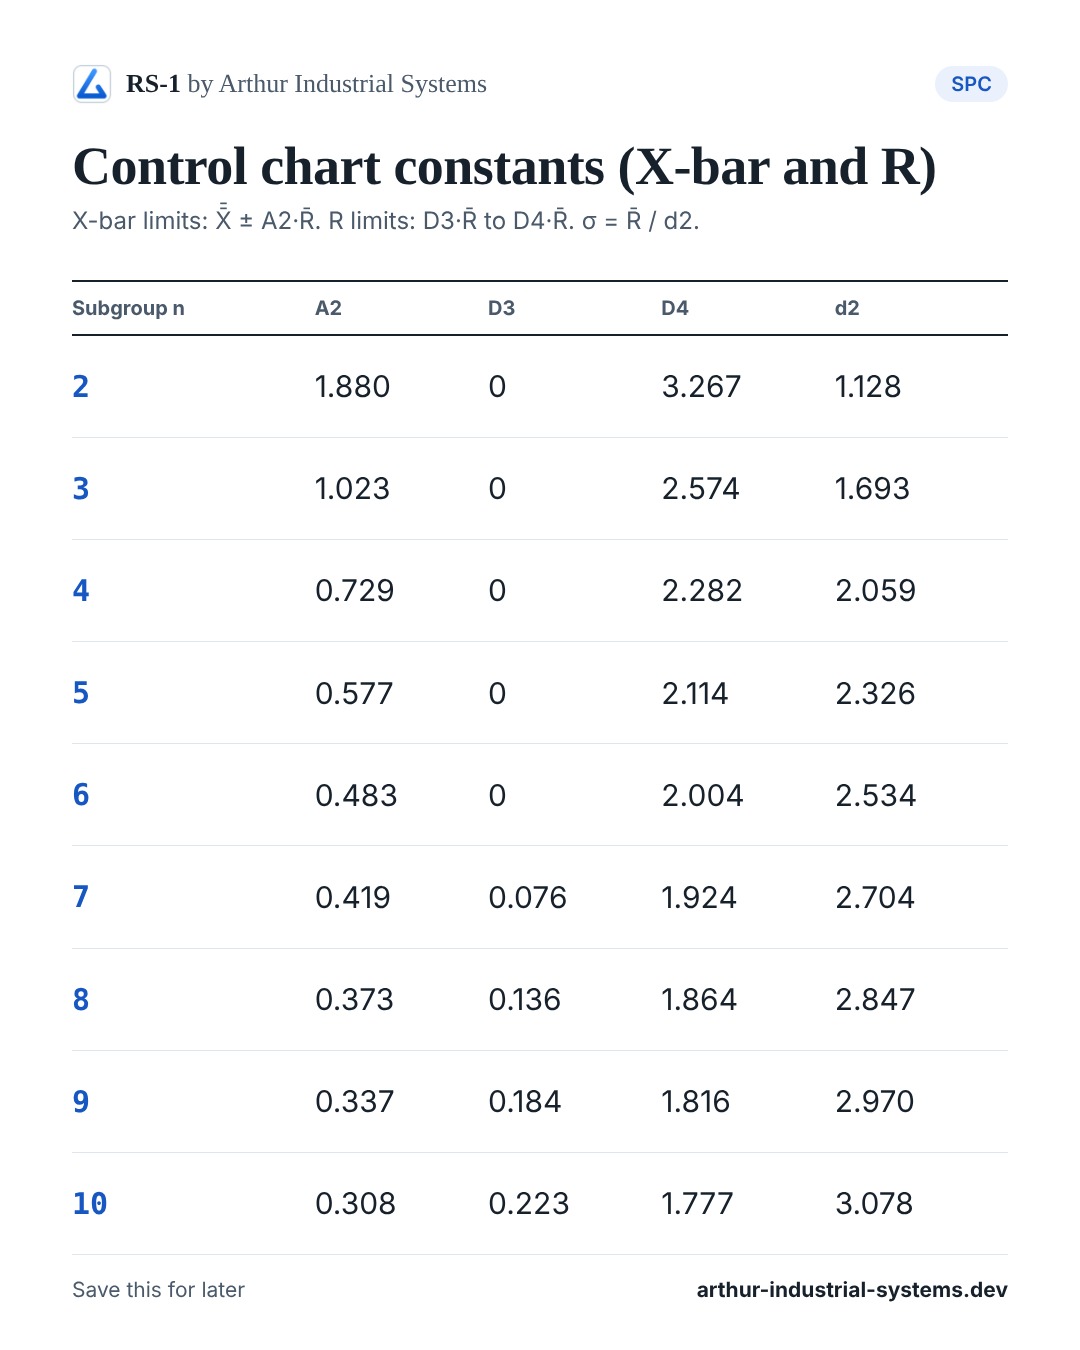 RS-1 by Arthur Industrial Systems
SPC
Control chart constants (X-bar and R)
X-bar limits: X̄̄ ± A2·R̄. R limits: D3·R̄ to D4·R̄. σ = R̄ / d2.
Subgroup n A2 D3 D4 d2
2 1.880 0 3.267 1.128
3 1.023 0 2.574 1.693
4 0.729 0 2.282 2.059
5 0.577 0 2.114 2.326
6 0.483 0 2.004 2.534
7 0.419 0.076 1.924 2.704
8 0.373 0.136 1.864 2.847
9 0.337 0.184 1.816 2.970
10 0.308 0.223 1.777 3.078
Save this for later
arthur-industrial-systems.dev